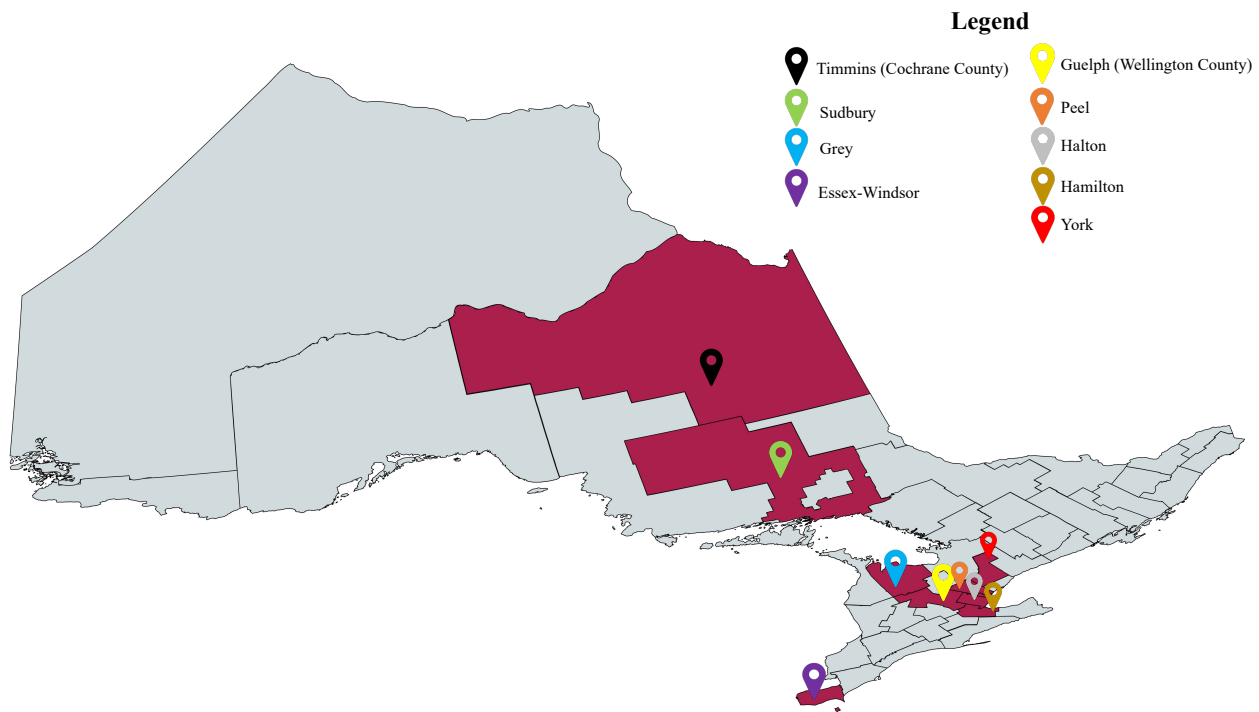 Legend
Timmins (Cochrane County)
Sudbury
Grey
Essex-Windsor
Guelph (Wellington County)
Peel
Halton
Hamilton
York